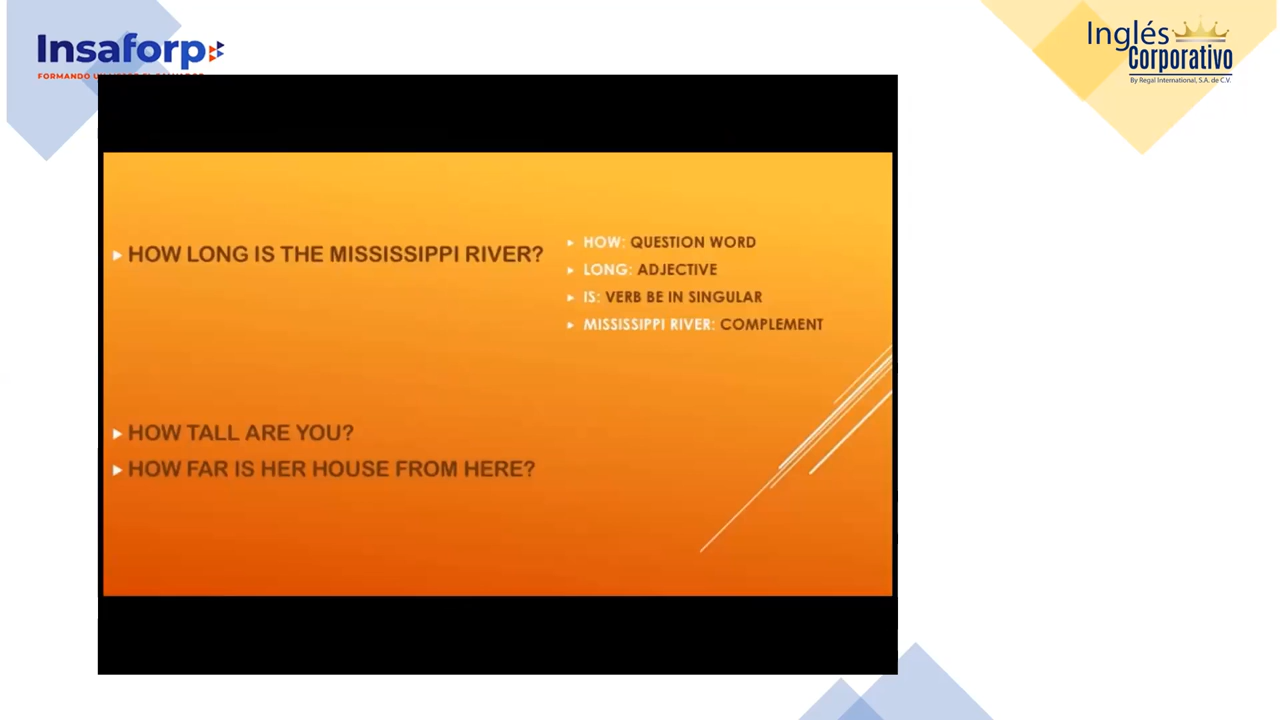 Insaforp
Inglés
Corporativo
By Regal International, S.A. de C.V.
HOW LONG IS THE MISSISSIPPI RIVER?
HOW: QUESTION WORD
LONG: ADJECTIVE
IS: VERB BE IN SINGULAR
MISSISSIPPI RIVER: COMPLEMENT
HOW TALL ARE YOU?
HOW FAR IS HER HOUSE FROM HERE?